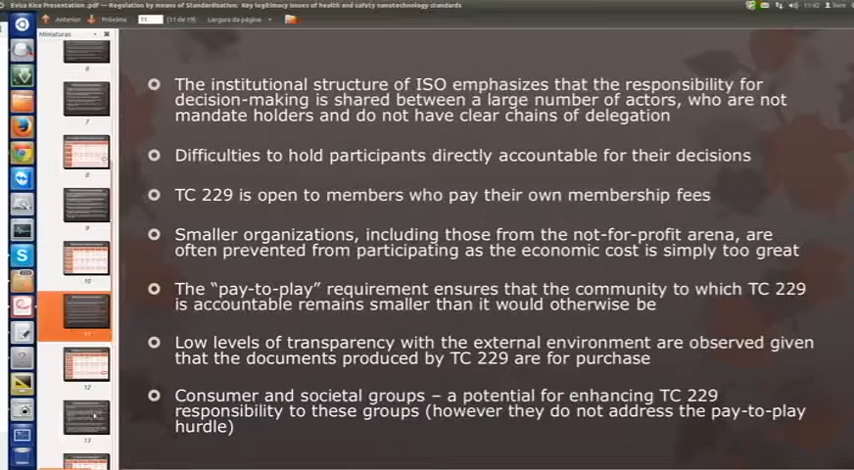 Evisa Kica Presentation .pdf — Regulation by means of Standardisation: Key legitimacy issues of health and safety nanotechnology standards
11:42
Anterior
Próxima
11
(11 de 19)
Largura da página
Miniaturas
6
7
8
9
10
11
12
13
The institutional structure of ISO emphasizes that the responsibility for
decision-making is shared between a large number of actors, who are not
mandate holders and do not have clear chains of delegation
Difficulties to hold participants directly accountable for their decisions
TC 229 is open to members who pay their own membership fees
Smaller organizations, including those from the not-for-profit arena, are
often prevented from participating as the economic cost is simply too great
The “pay-to-play” requirement ensures that the community to which TC 229
is accountable remains smaller than it would otherwise be
Low levels of transparency with the external environment are observed given
that the documents produced by TC 229 are for purchase
Consumer and societal groups – a potential for enhancing TC 229
responsibility to these groups (however they do not address the pay-to-play
hurdle)